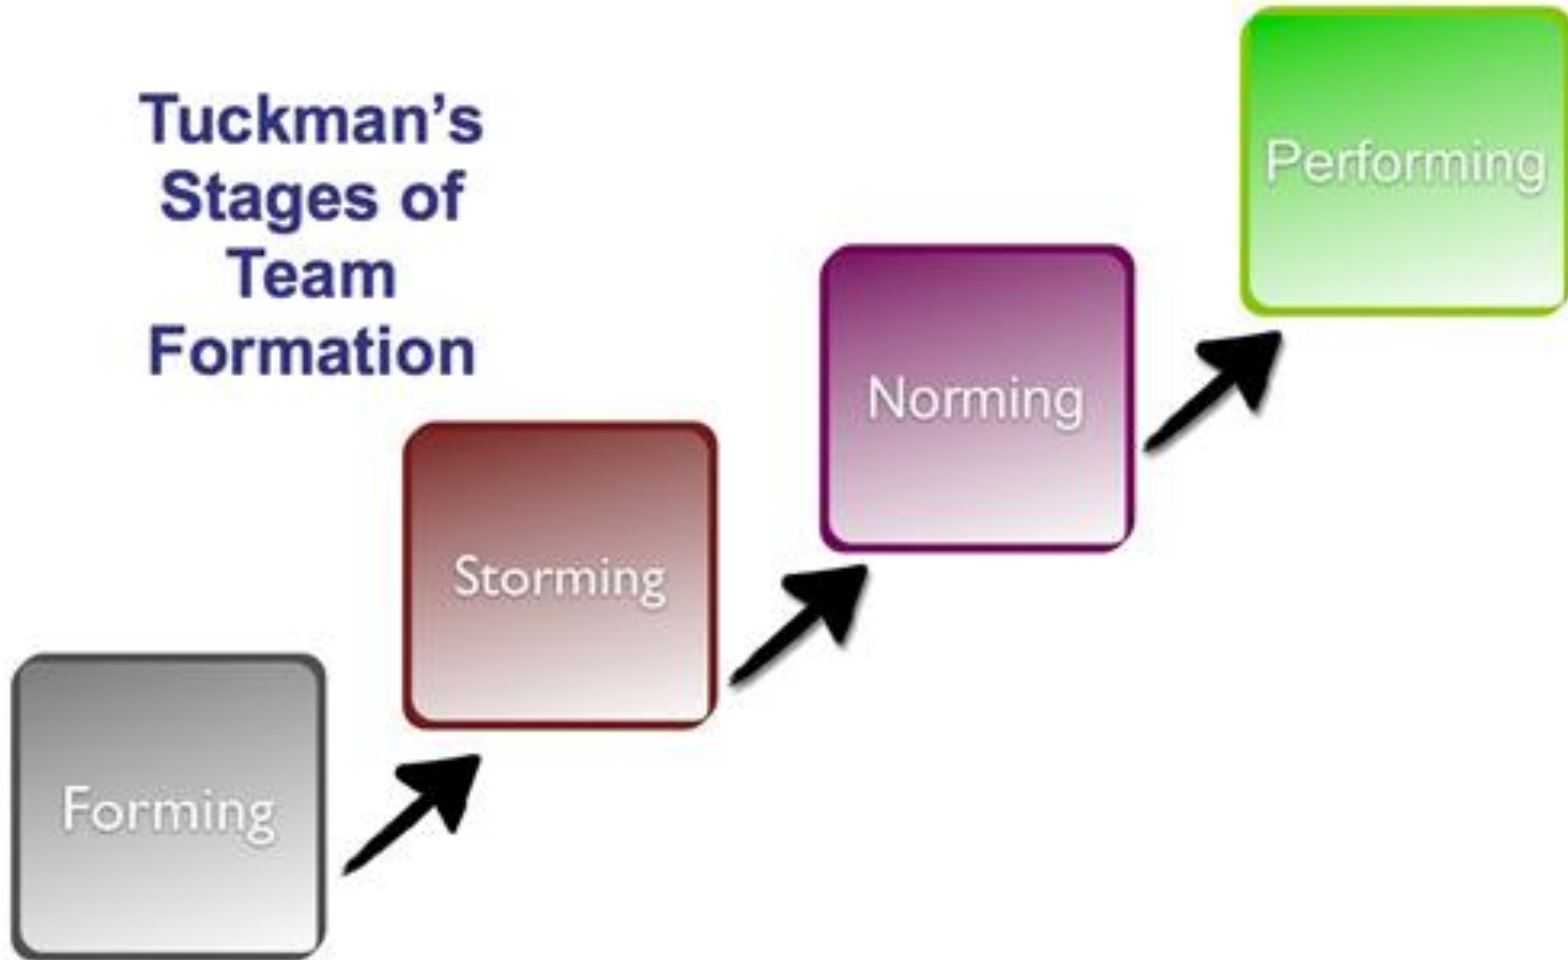 Tuckman's
Stages of
Team
Formation
Performing
Norming
Storming
Forming